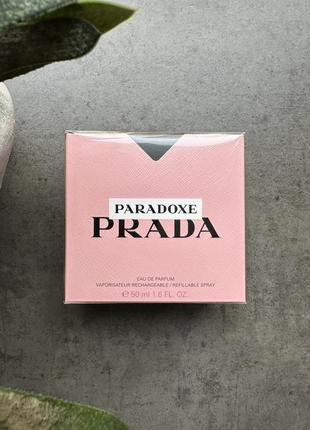 PARADOXE
PRADA
EAU DE PARFUM
VAPORISATEUR RECHARGEABLE / REFILLABLE SPRAY
℮ 50 ml 1.6 FL. OZ.